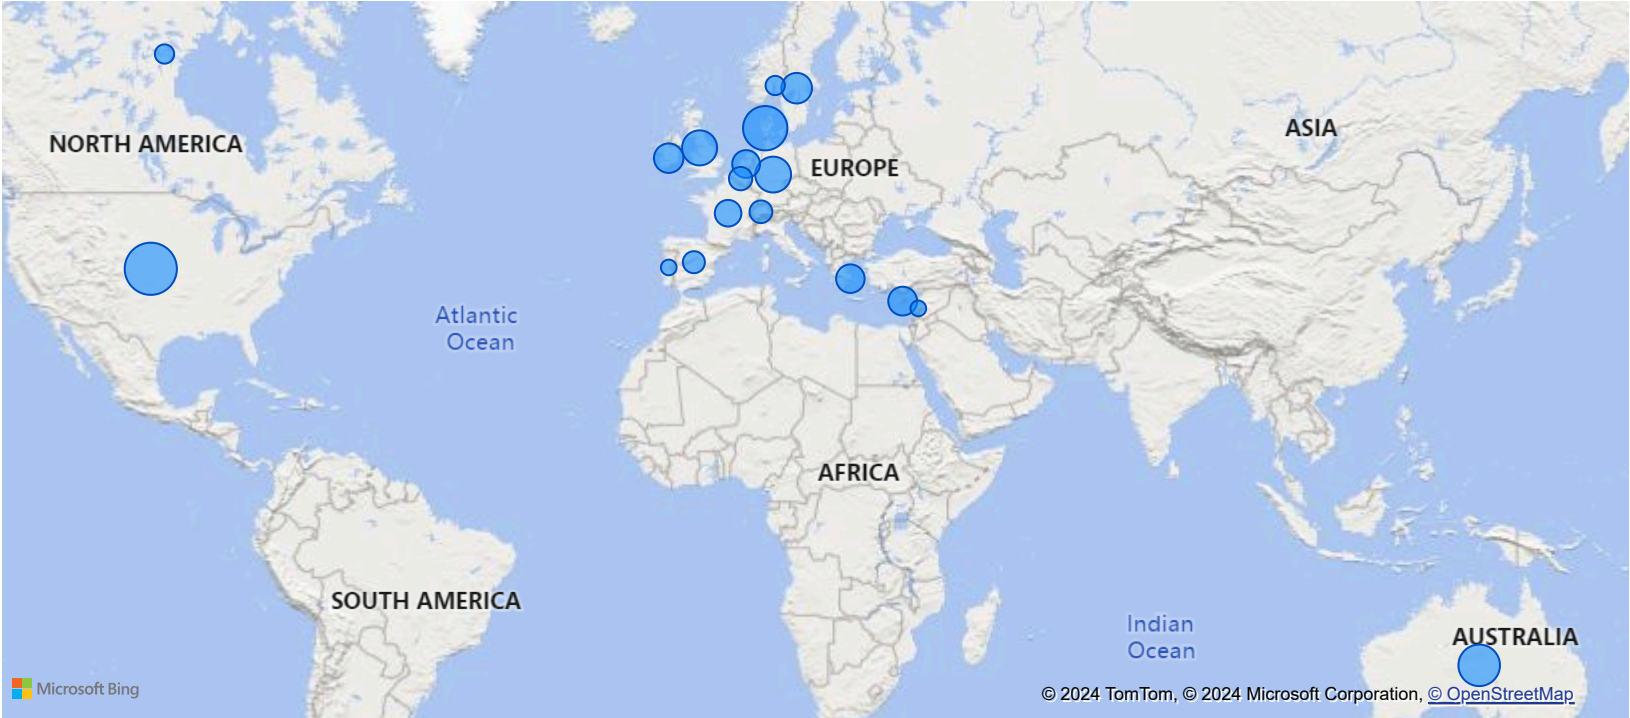 NORTH AMERICA
ASIA
EUROPE
Atlantic
Ocean
AFRICA
SOUTH AMERICA
Indian
Ocean
AUSTRALIA
Microsoft Bing
© 2024 TomTom, © 2024 Microsoft Corporation, © OpenStreetMap